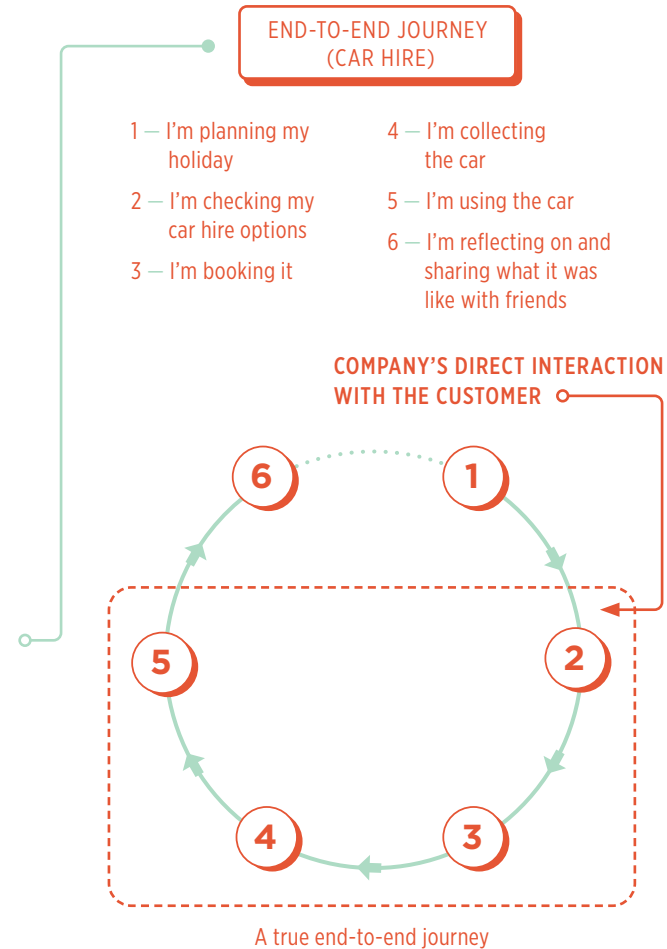 END-TO-END JOURNEY
(CAR HIRE)
1 — I’m planning my
holiday
2 — I’m checking my
car hire options
3 — I’m booking it
4 — I’m collecting
the car
5 — I’m using the car
6 — I’m reflecting on and
sharing what it was
like with friends
COMPANY’S DIRECT INTERACTION
WITH THE CUSTOMER
6
1
5
2
4
3
A true end-to-end journey